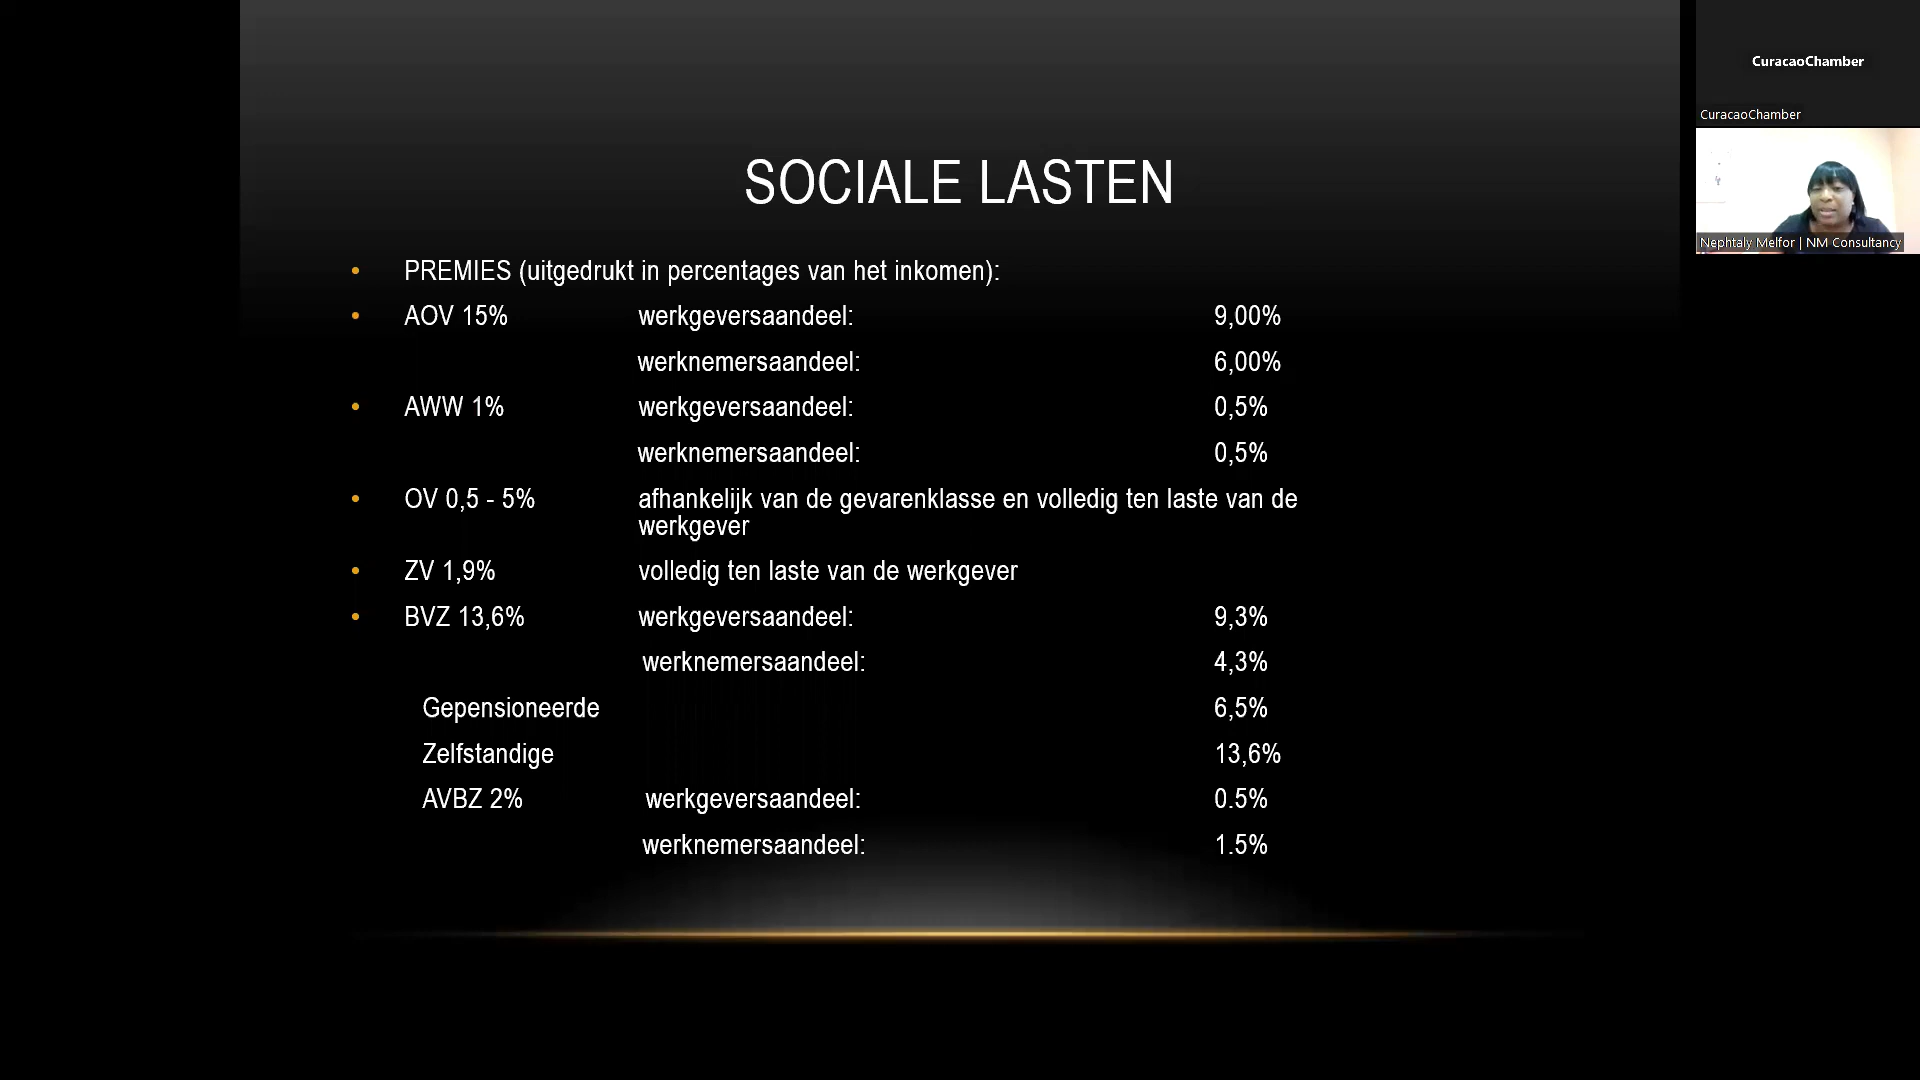 SOCIALE LASTEN
• PREMIES (uitgedrukt in percentages van het inkomen):
• AOV 15% werkgeversaandeel: 9,00%
werknemersaandeel: 6,00%
• AWW 1% werkgeversaandeel: 0,5%
werknemersaandeel: 0,5%
• OV 0,5 - 5% afhankelijk van de gevarenklasse en volledig ten laste van de
werkgever
• ZV 1,9% volledig ten laste van de werkgever
• BVZ 13,6% werkgeversaandeel: 9,3%
werknemersaandeel: 4,3%
Gepensioneerde 6,5%
Zelfstandige 13,6%
AVBZ 2% werkgeversaandeel: 0.5%
werknemersaandeel: 1.5%
CuracaoChamber
CuracaoChamber
Nephtaly Melfor | NM Consultancy